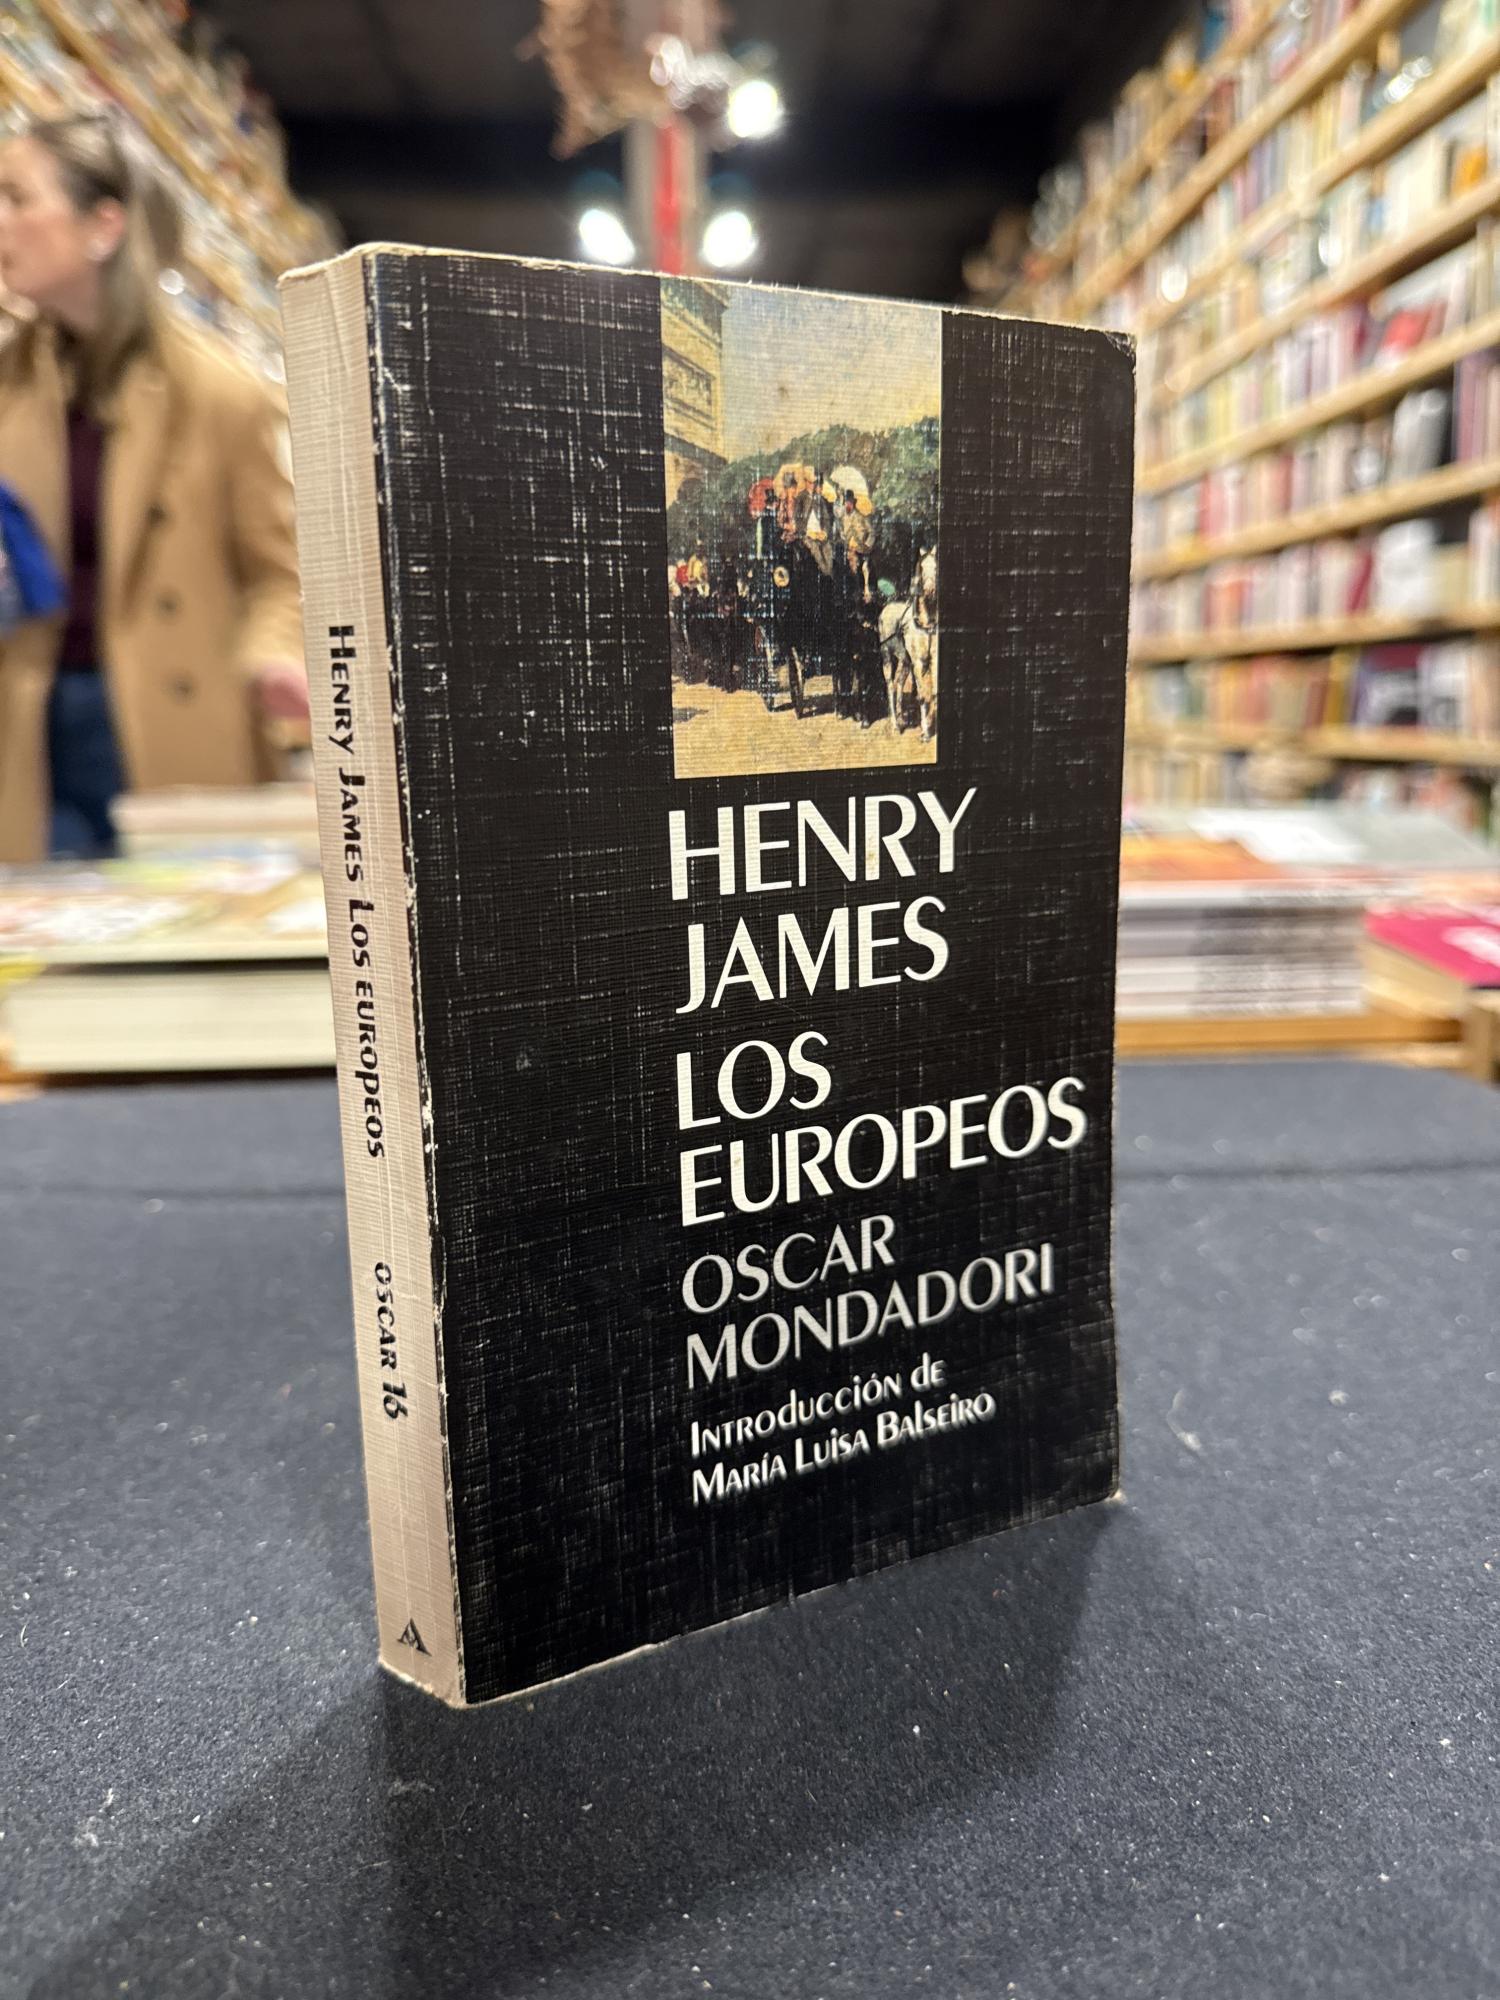 HENRY
JAMES
LOS
EUROPEOS
OSCAR
MONDADORI
INTRODUCCIÓN DE
MARÍA LUISA BALSEIRO
HENRY JAMES LOS EUROPEOS
OSCAR 16